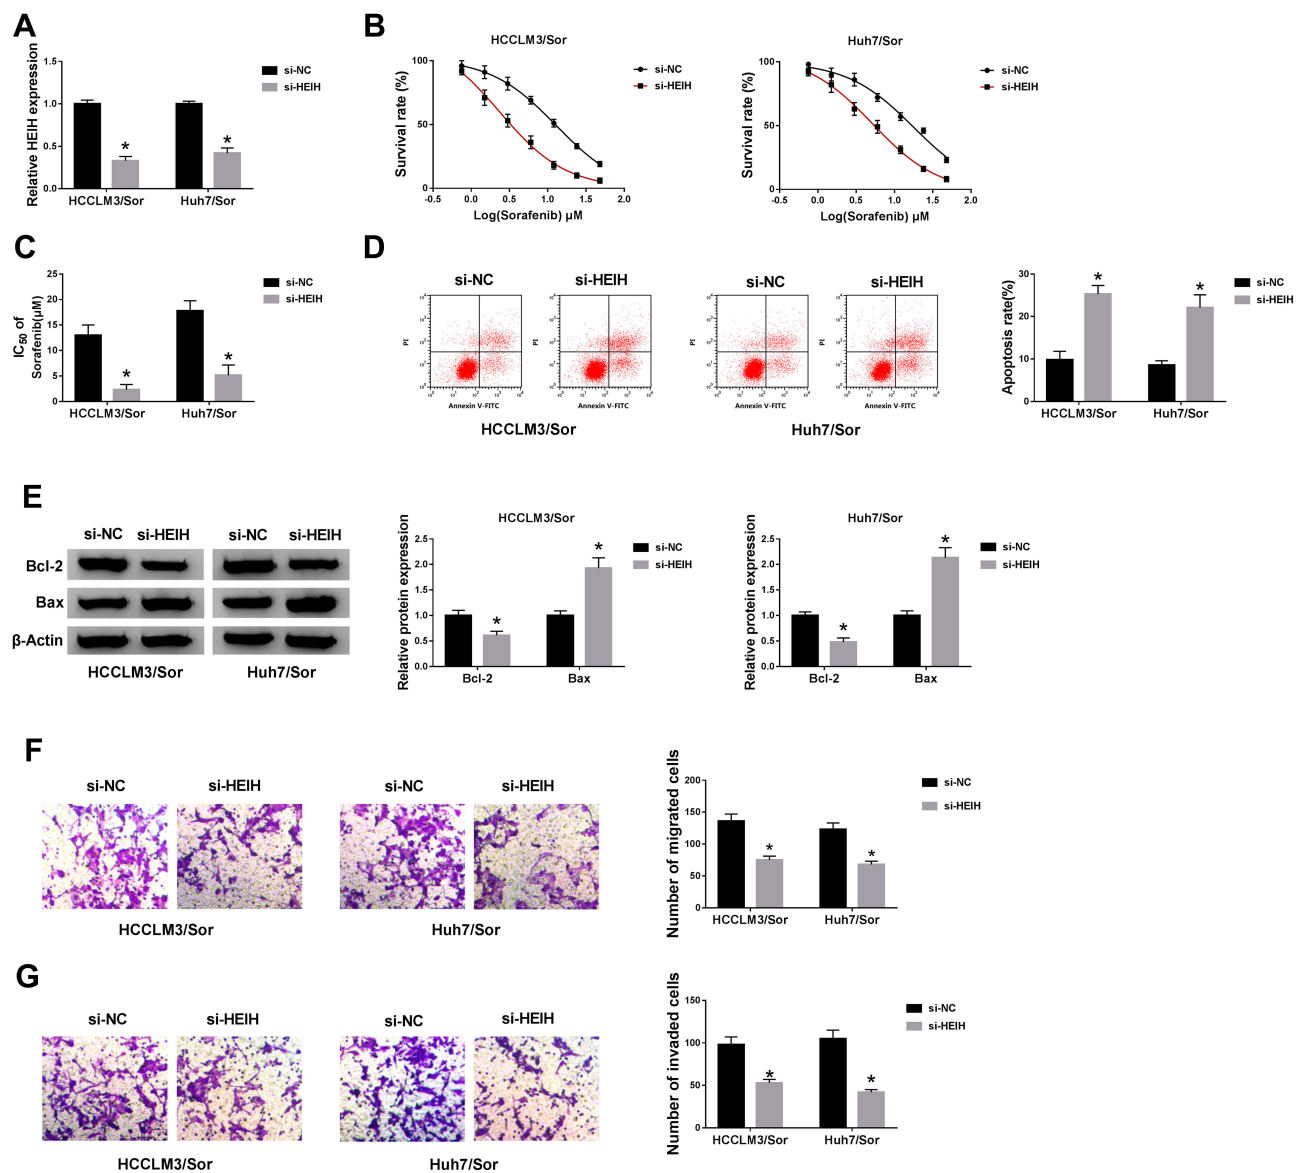 A
Relative HEIH expression
1.5
1.0
0.5
0.0
HCCLM3/Sor
Huh7/Sor
si-NC
si-HEIH
B
HCCLM3/Sor
Survival rate (%)
100
50
0
-0.5
0.0
0.5
1.0
1.5
2.0
Log(Sorafenib) μM
si-NC
si-HEIH
Huh7/Sor
Survival rate (%)
100
50
0
-0.5
0.0
0.5
1.0
1.5
2.0
Log(Sorafenib) μM
si-NC
si-HEIH
C
IC50 of
Sorafenib(μM)
25
20
15
10
5
0
*
*
HCCLM3/Sor
Huh7/Sor
si-NC
si-HEIH
D
si-NC
si-HEIH
si-NC
si-HEIH
PI
PI
PI
PI
Annexin V-FITC
Annexin V-FITC
Annexin V-FITC
Annexin V-FITC
HCCLM3/Sor
Huh7/Sor
Apoptosis rate(%)
30
20
10
0
*
*
HCCLM3/Sor
Huh7/Sor
si-NC
si-HEIH
E
si-NC
si-HEIH
si-NC
si-HEIH
Bcl-2
Bax
β-Actin
HCCLM3/Sor
Huh7/Sor
HCCLM3/Sor
Relative protein expression
2.5
2.0
1.5
1.0
0.5
0.0
*
*
Bcl-2
Bax
si-NC
si-HEIH
Huh7/Sor
Relative protein expression
2.5
2.0
1.5
1.0
0.5
0.0
*
*
Bcl-2
Bax
si-NC
si-HEIH
F
si-NC
si-HEIH
si-NC
si-HEIH
HCCLM3/Sor
Huh7/Sor
Number of migrated cells
200
150
100
50
0
*
*
HCCLM3/Sor
Huh7/Sor
si-NC
si-HEIH
G
si-NC
si-HEIH
si-NC
si-HEIH
HCCLM3/Sor
Huh7/Sor
Number of invaded cells
150
100
50
0
*
*
HCCLM3/Sor
Huh7/Sor
si-NC
si-HEIH